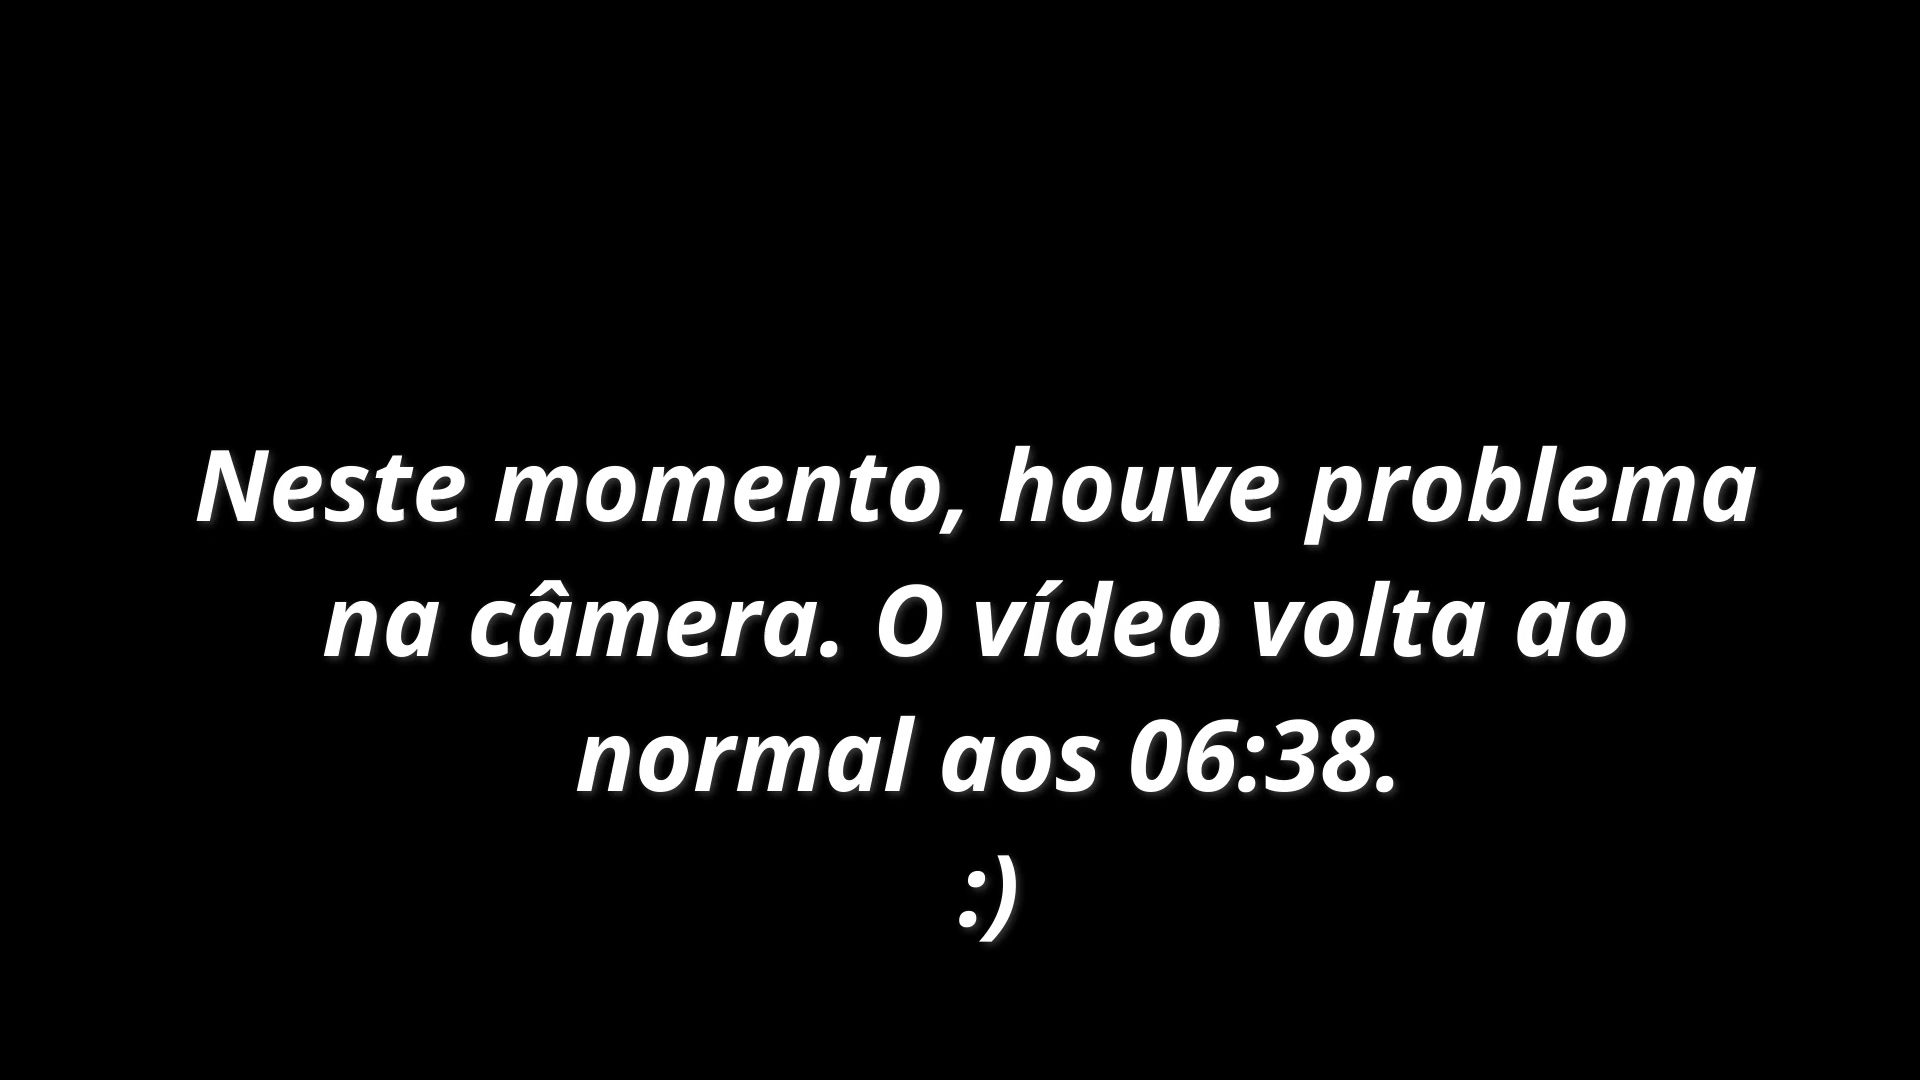 Neste momento, houve problema
na câmera. O vídeo volta ao
normal aos 06:38.
:)